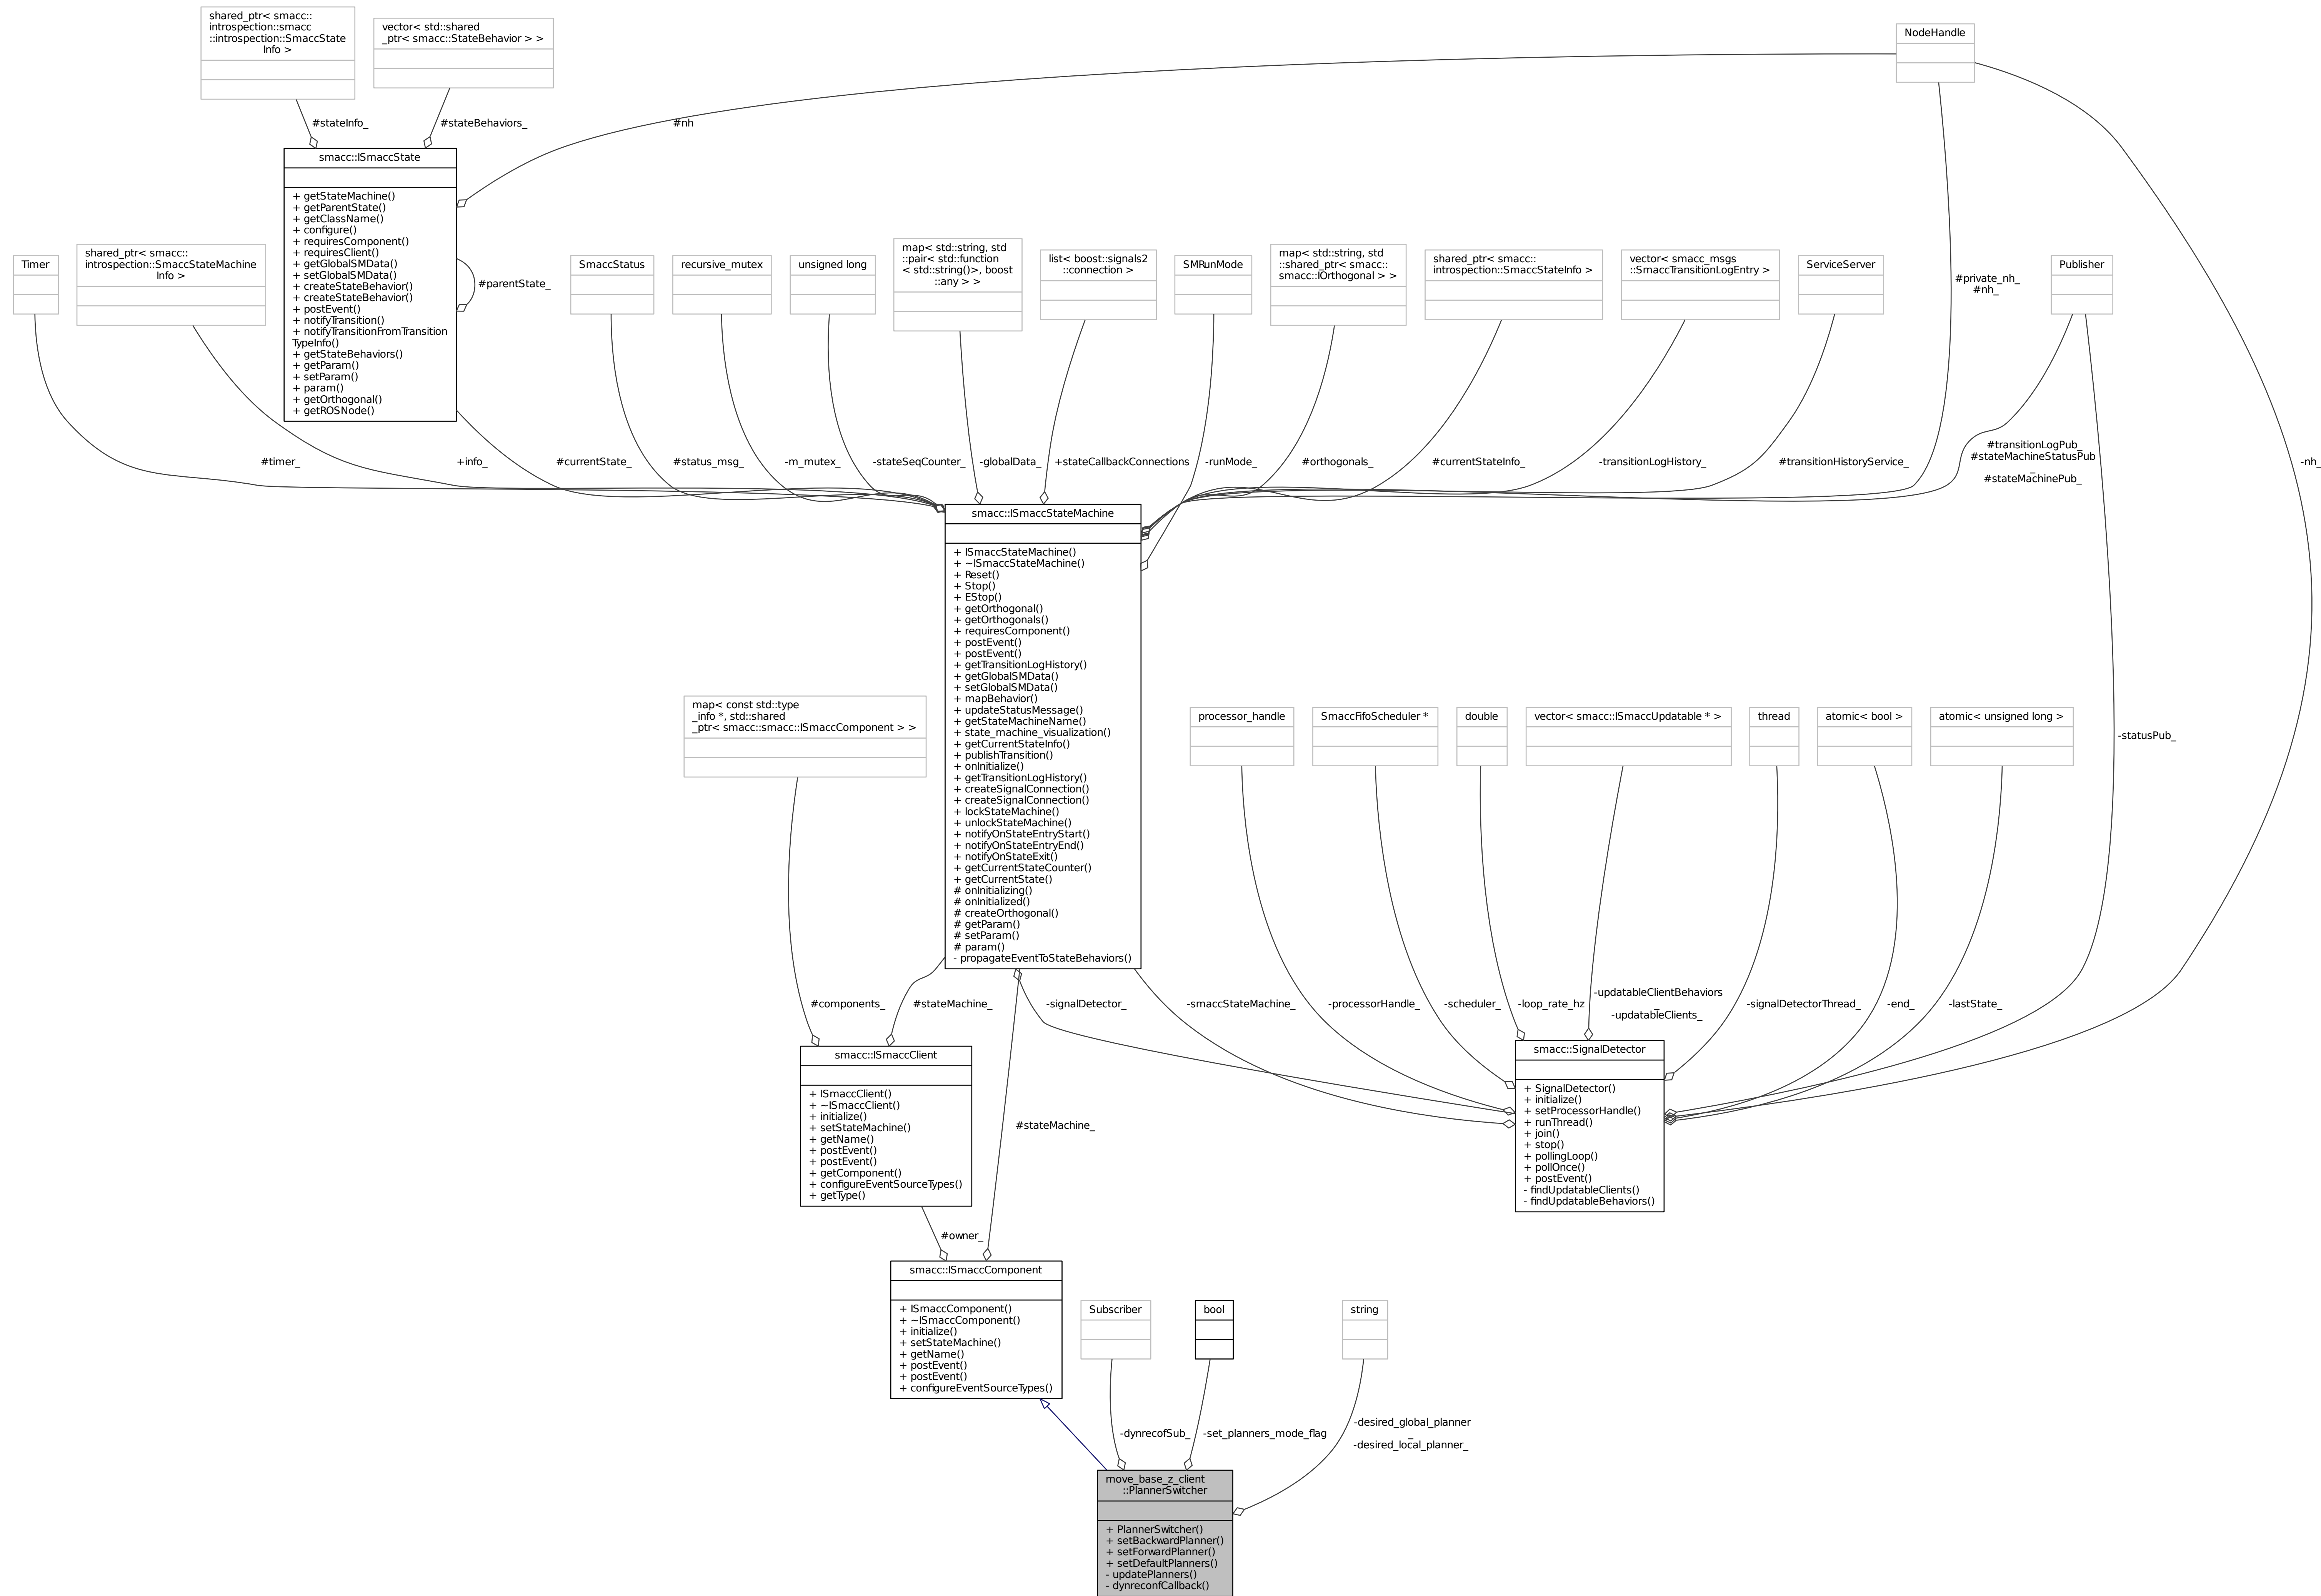 shared_ptr< smacc::
introspection::smacc
::introspection::SmaccState
Info >
vector< std::shared
_ptr< smacc::StateBehavior > >
NodeHandle
#stateInfo_
#stateBehaviors_
#nh
smacc::ISmaccState
+ getStateMachine()
+ getParentState()
+ getClassName()
+ configure()
+ requiresComponent()
+ requiresClient()
+ getGlobalSMData()
+ setGlobalSMData()
+ createStateBehavior()
+ createStateBehavior()
+ postEvent()
+ notifyTransition()
+ notifyTransitionFromTransition
TypeInfo()
+ getStateBehaviors()
+ getParam()
+ setParam()
+ param()
+ getOrthogonal()
+ getROSNode()
#parentState_
Timer
shared_ptr< smacc::
introspection::SmaccStateMachine
Info >
SmaccStatus
recursive_mutex
unsigned long
map< std::string, std
::pair< std::function
< std::string()>, boost
::any > >
list< boost::signals2
::connection >
SMRunMode
map< std::string, std
::shared_ptr< smacc::
smacc::IOrthogonal > >
shared_ptr< smacc::
introspection::SmaccStateInfo >
vector< smacc_msgs
::SmaccTransitionLogEntry >
ServiceServer
Publisher
#private_nh_
#nh_
#timer_
+info_
#currentState_
#status_msg_
-m_mutex_
-stateSeqCounter_
-globalData_
+stateCallbackConnections
-runMode_
#orthogonals_
#currentStateInfo_
-transitionLogHistory_
#transitionHistoryService_
#transitionLogPub_
#stateMachineStatusPub
_
#stateMachinePub_
-nh_
smacc::ISmaccStateMachine
+ ISmaccStateMachine()
+ ~ISmaccStateMachine()
+ Reset()
+ Stop()
+ EStop()
+ getOrthogonal()
+ getOrthogonals()
+ requiresComponent()
+ postEvent()
+ postEvent()
+ getTransitionLogHistory()
+ getGlobalSMData()
+ setGlobalSMData()
+ mapBehavior()
+ updateStatusMessage()
+ getStateMachineName()
+ state_machine_visualization()
+ getCurrentStateInfo()
+ publishTransition()
+ onInitialize()
+ getTransitionLogHistory()
+ createSignalConnection()
+ createSignalConnection()
+ lockStateMachine()
+ unlockStateMachine()
+ notifyOnStateEntryStart()
+ notifyOnStateEntryEnd()
+ notifyOnStateExit()
+ getCurrentStateCounter()
+ getCurrentState()
# onInitializing()
# onInitialized()
# createOrthogonal()
# getParam()
# setParam()
# param()
- propagateEventToStateBehaviors()
map< const std::type
_info *, std::shared
_ptr< smacc::smacc::ISmaccComponent > >
processor_handle
SmaccFifoScheduler *
double
vector< smacc::ISmaccUpdatable * >
thread
atomic< bool >
atomic< unsigned long >
-statusPub_
#components_
#stateMachine_
-signalDetector_
-smaccStateMachine_
-processorHandle_
-scheduler_
-loop_rate_hz
-updatableClientBehaviors
_
-updatableClients_
-signalDetectorThread_
-end_
-lastState_
smacc::ISmaccClient
+ ISmaccClient()
+ ~ISmaccClient()
+ initialize()
+ setStateMachine()
+ getName()
+ postEvent()
+ postEvent()
+ getComponent()
+ configureEventSourceTypes()
+ getType()
#stateMachine_
smacc::SignalDetector
+ SignalDetector()
+ initialize()
+ setProcessorHandle()
+ runThread()
+ join()
+ stop()
+ pollingLoop()
+ pollOnce()
+ postEvent()
- findUpdatableClients()
- findUpdatableBehaviors()
#owner_
smacc::ISmaccComponent
+ ISmaccComponent()
+ ~ISmaccComponent()
+ initialize()
+ setStateMachine()
+ getName()
+ postEvent()
+ postEvent()
+ configureEventSourceTypes()
Subscriber
bool
string
-dynrecofSub_
-set_planners_mode_flag
-desired_global_planner
_
-desired_local_planner_
move_base_z_client
::PlannerSwitcher
+ PlannerSwitcher()
+ setBackwardPlanner()
+ setForwardPlanner()
+ setDefaultPlanners()
- updatePlanners()
- dynreconfCallback()